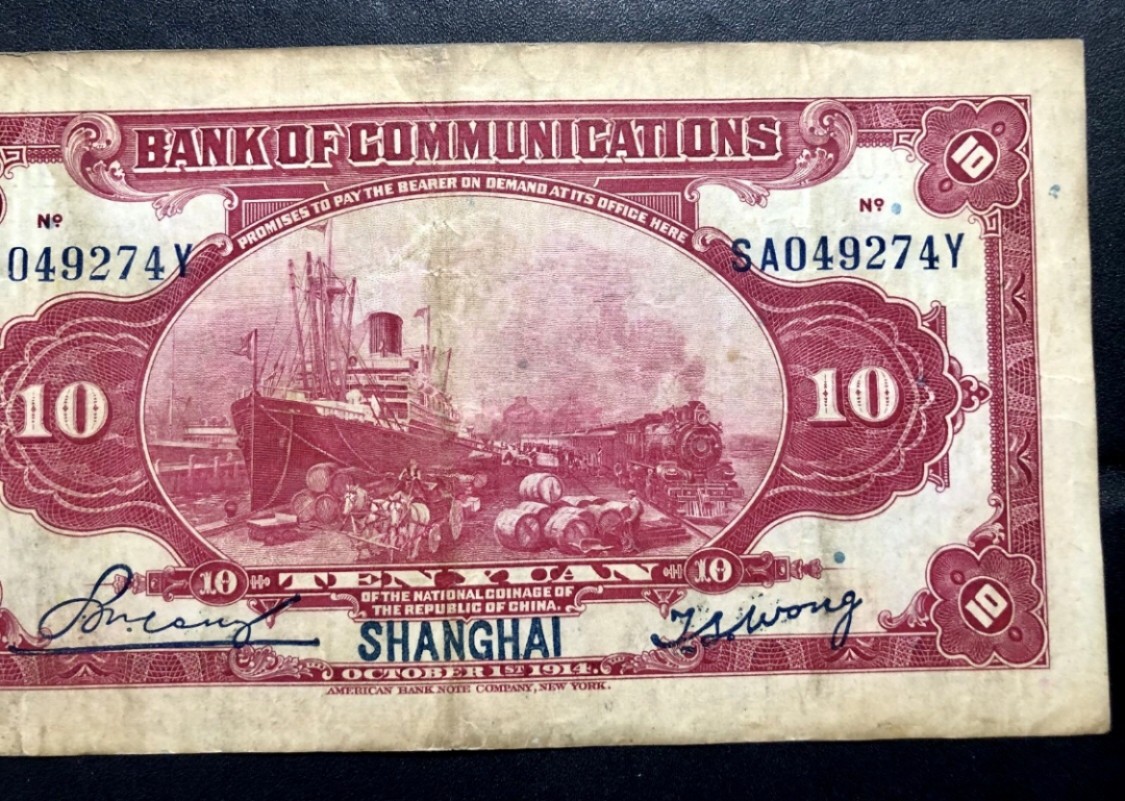 BANK OF COMMUNICATIONS
PROMISES TO PAY THE BEARER ON DEMAND AT ITS OFFICE HERE
10
Nº
Nº
049274Y
SA049274Y
10
10
10 TEN YUAN 10
OF THE NATIONAL COINAGE OF
THE REPUBLIC OF CHINA.
10
T.S. Wong
SHANGHAI
OCTOBER 1ST 1914.
AMERICAN BANK NOTE COMPANY, NEW YORK.